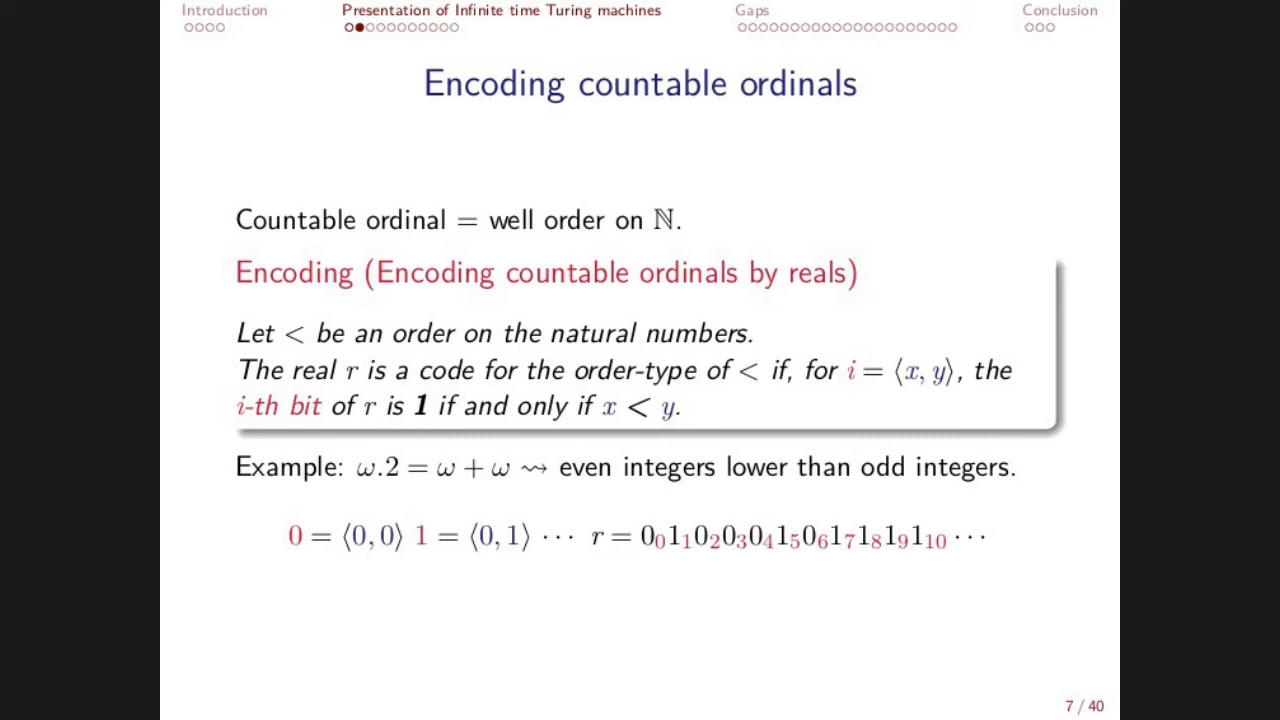 Introduction Presentation of Infinite time Turing machines Gaps Conclusion
Encoding countable ordinals
Countable ordinal = well order on ℕ.
Encoding (Encoding countable ordinals by reals)
Let < be an order on the natural numbers.
The real r is a code for the order-type of < if, for i = ⟨x, y⟩, the
i-th bit of r is 1 if and only if x < y.
Example: ω.2 = ω + ω ⇝ even integers lower than odd integers.
0 = ⟨0, 0⟩ 1 = ⟨0, 1⟩ ⋯ r = 0₀1₁0₂0₃0₄1₅0₆1₇1₈1₉1₁₀ ⋯
7 / 40